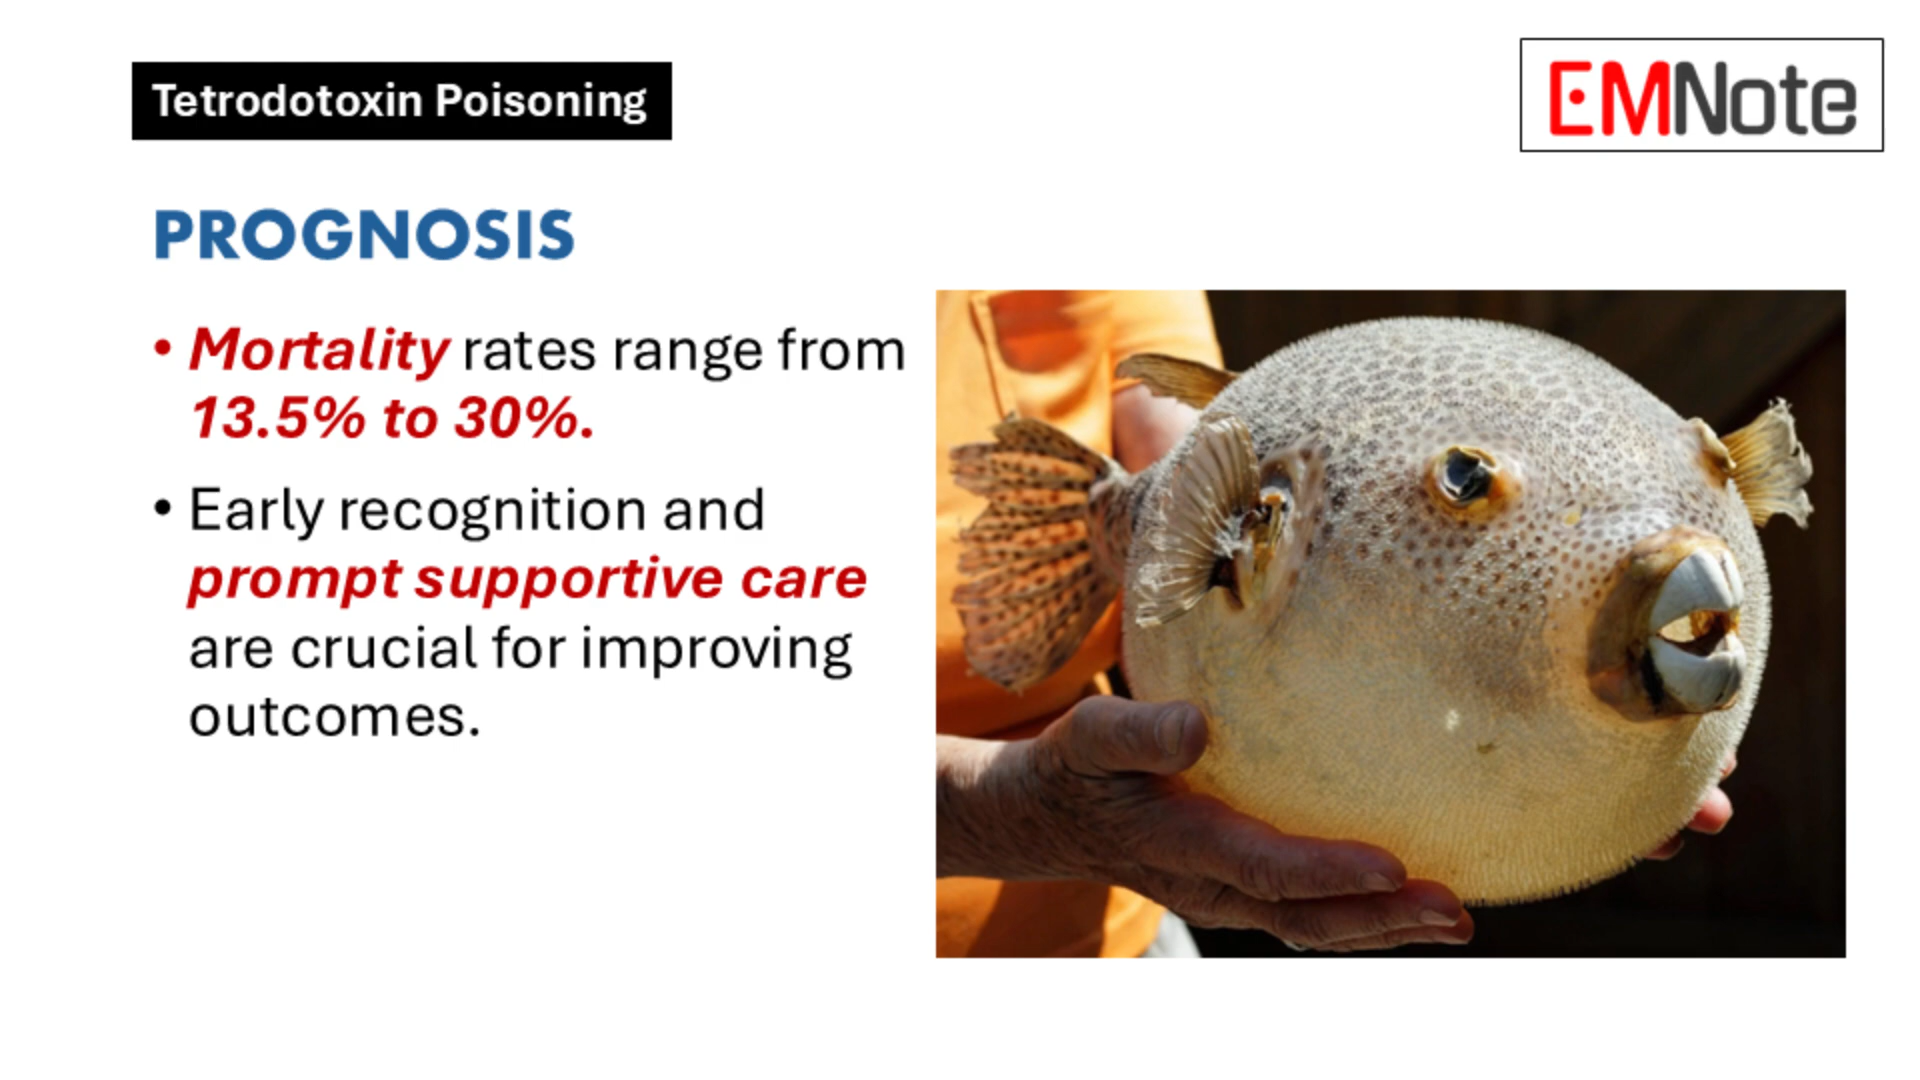 Tetrodotoxin Poisoning
EMNote
PROGNOSIS
• Mortality rates range from
13.5% to 30%.
• Early recognition and
prompt supportive care
are crucial for improving
outcomes.